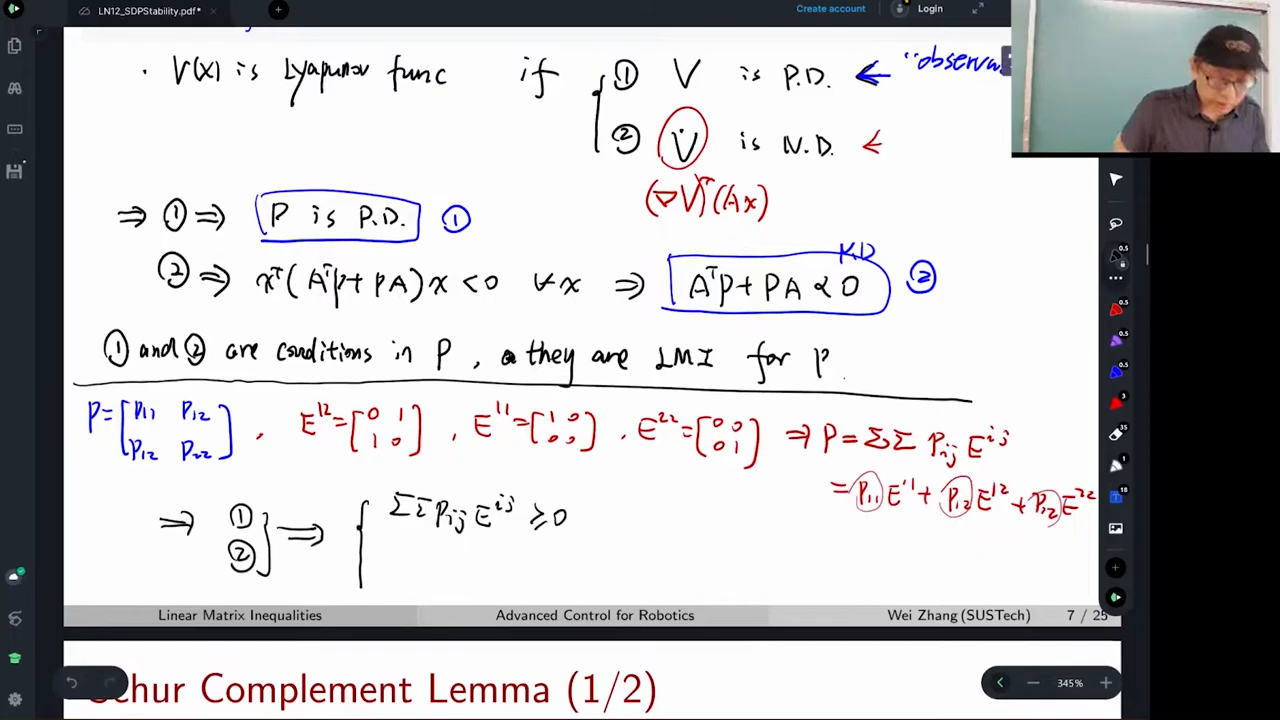 LN12_SDPStability.pdf*
Create account
Login
· V(x) is Lyapunov func if { ① V is P.D. ← "observa
② V̇ is N.D. ←
(∇V)ᵀ(Ax)
⇒ ① ⇒ P is P.D. ①
N.D
② ⇒ xᵀ(AᵀP + PA)x < 0 ∀x ⇒ AᵀP + PA ≺ 0 ②
① and ② are conditions in P, they are LMI for P.
P = [P11 P12; P12 P22], E¹² = [0 1; 1 0], E¹¹ = [1 0; 0 0], E²² = [0 0; 0 1] ⇒ P = ΣΣ Pij Eⁱʲ
= P11 E¹¹ + P12 E¹² + P22 E²²
⇒ ① ② } ⇒ { ΣΣ Pij Eⁱʲ ≥ 0
Linear Matrix Inequalities
Advanced Control for Robotics
Wei Zhang (SUSTech)
7 / 25
Schur Complement Lemma (1/2)
345%